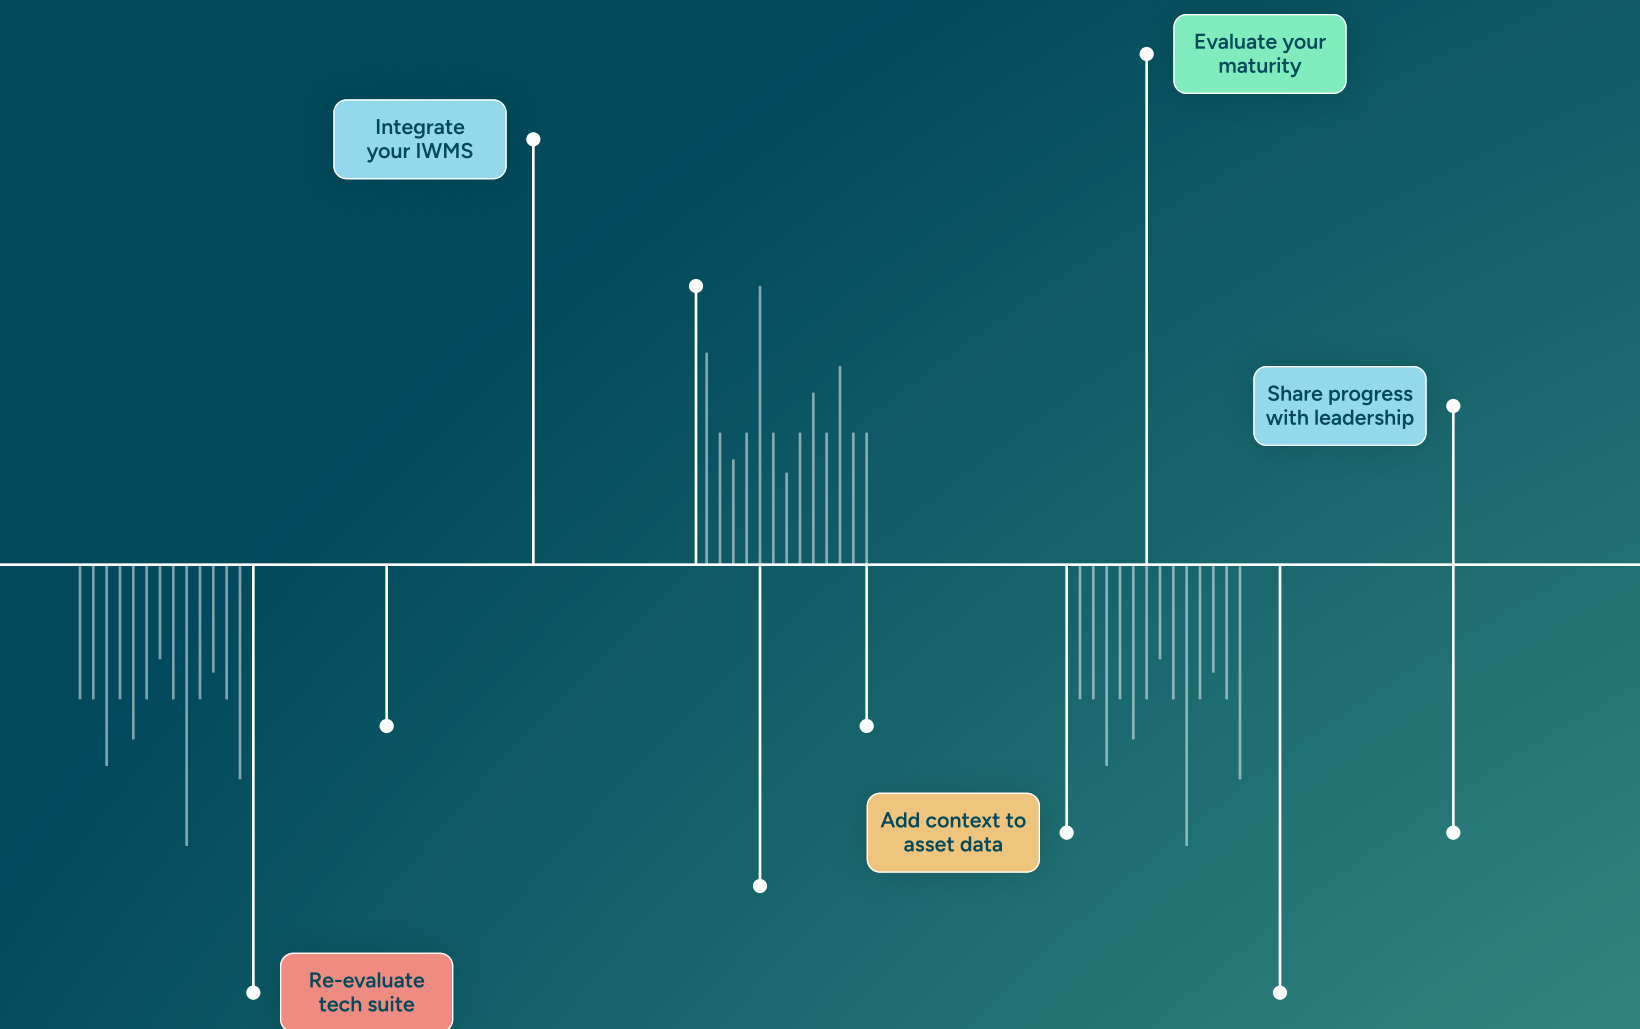 Evaluate your
maturity
Integrate
your IWMS
Share progress
with leadership
Add context to
asset data
Re-evaluate
tech suite